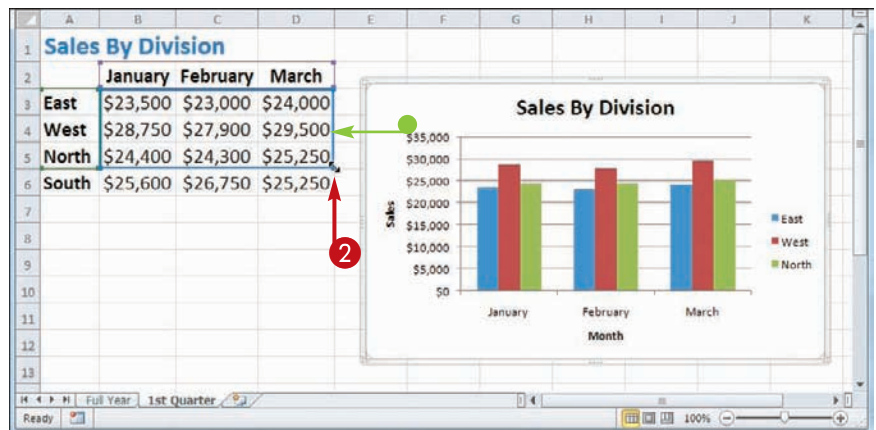 A B C D E F G H I J K
1 Sales By Division
2 January February March
3 East $23,500 $23,000 $24,000
4 West $28,750 $27,900 $29,500
5 North $24,400 $24,300 $25,250
6 South $25,600 $26,750 $25,250
7
8
9
10
11
12
13
2
Sales By Division
Sales
$35,000
$30,000
$25,000
$20,000
$15,000
$10,000
$5,000
$0
January February March
Month
East
West
North
Full Year 1st Quarter
Ready 100%